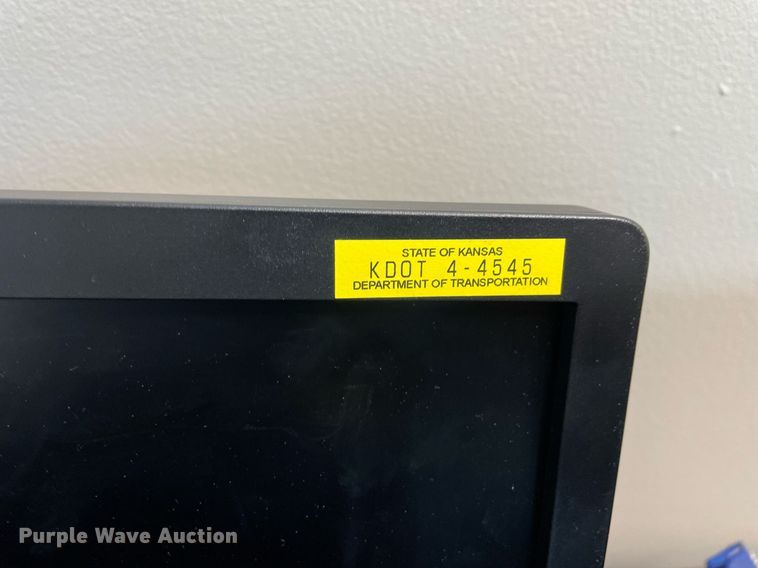 STATE OF KANSAS
KDOT 4-4545
DEPARTMENT OF TRANSPORTATION
Purple Wave Auction